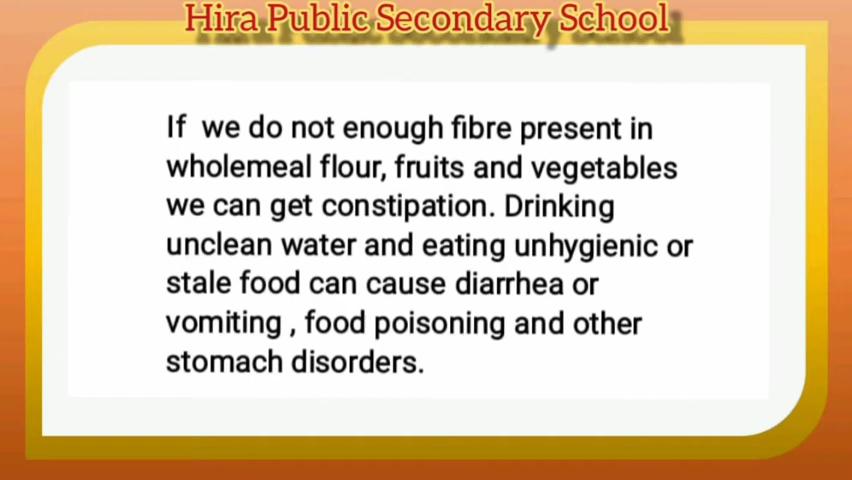 Hira Public Secondary School
If we do not enough fibre present in
wholemeal flour, fruits and vegetables
we can get constipation. Drinking
unclean water and eating unhygienic or
stale food can cause diarrhea or
vomiting , food poisoning and other
stomach disorders.